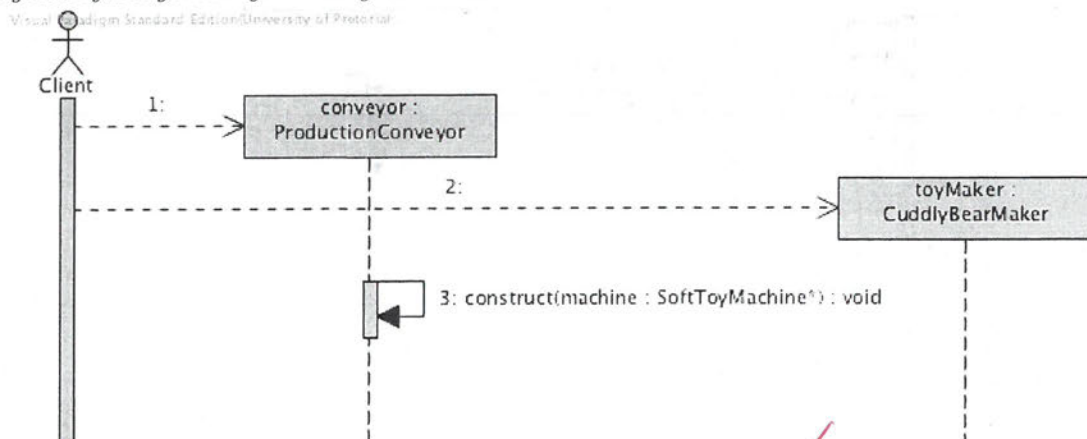 Visual Paradigm Standard Edition(University of Pretoria)
Client
1:
conveyor :
ProductionConveyor
2:
toyMaker :
CuddlyBearMaker
3: construct(machine : SoftToyMachine*) : void